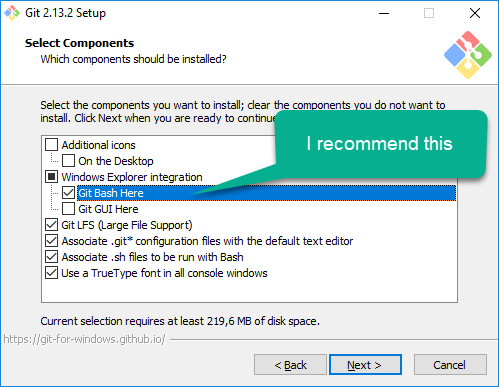 Git 2.13.2 Setup
Select Components
Which components should be installed?
Select the components you want to install; clear the components you do not want to
install. Click Next when you are ready to continue
I recommend this
Additional icons
On the Desktop
Windows Explorer integration
Git Bash Here
Git GUI Here
Git LFS (Large File Support)
Associate .git* configuration files with the default text editor
Associate .sh files to be run with Bash
Use a TrueType font in all console windows
Current selection requires at least 219,6 MB of disk space.
https://git-for-windows.github.io/
< Back
Next >
Cancel